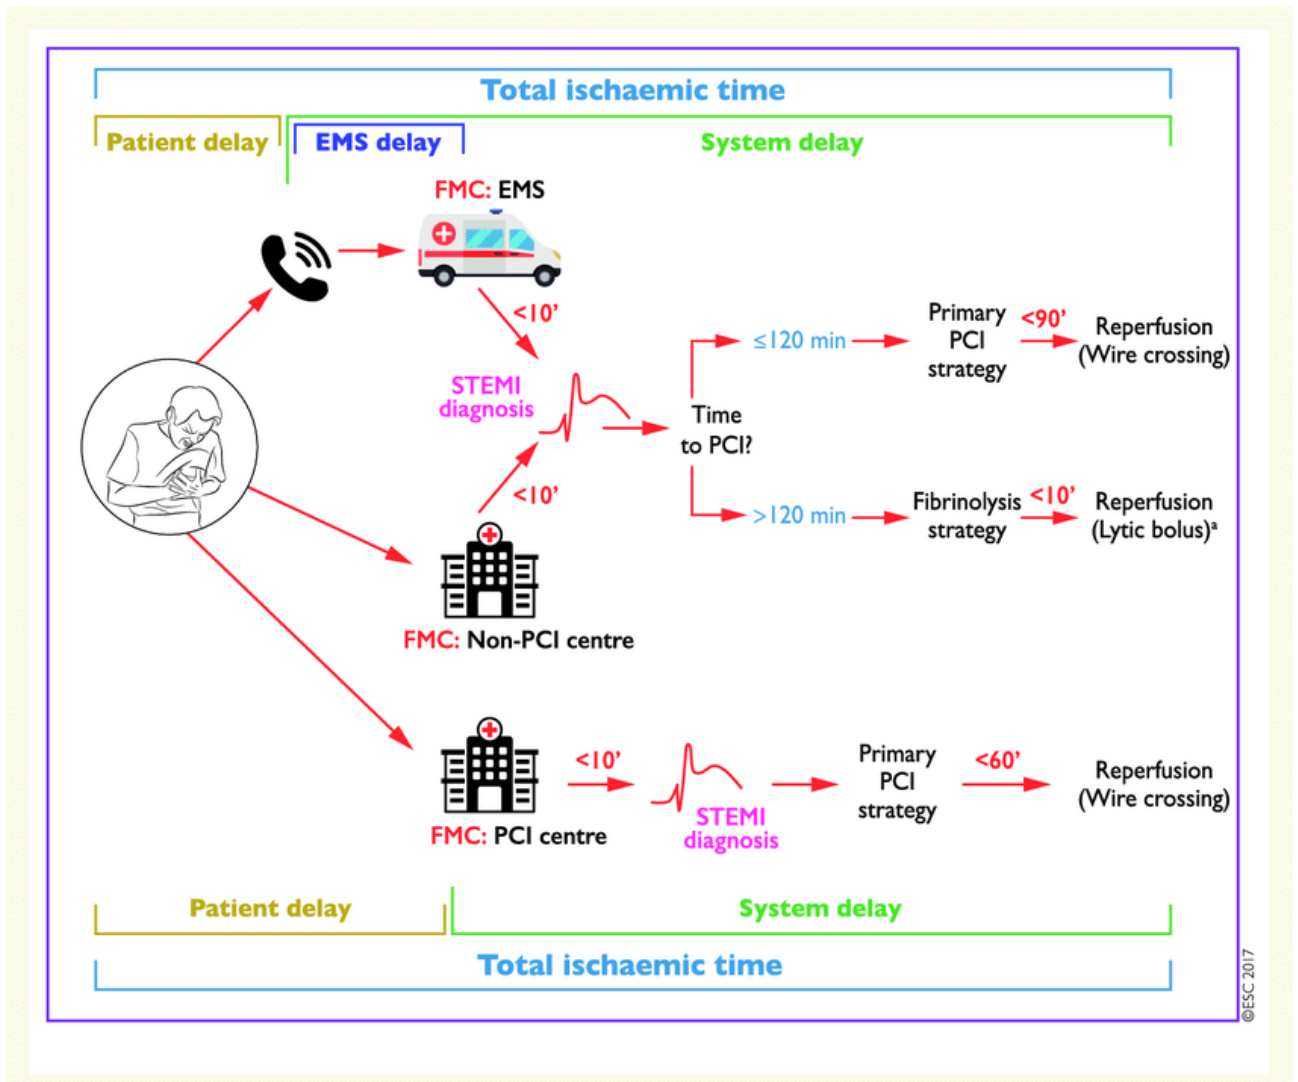 Total ischaemic time
Patient delay
EMS delay
System delay
FMC: EMS
<10’
STEMI
diagnosis
<10’
Time
to PCI?
≤120 min
Primary
PCI
strategy
<90’
Reperfusion
(Wire crossing)
>120 min
Fibrinolysis
strategy
<10’
Reperfusion
(Lytic bolus)ᵃ
FMC: Non-PCI centre
FMC: PCI centre
<10’
STEMI
diagnosis
Primary
PCI
strategy
<60’
Reperfusion
(Wire crossing)
Patient delay
System delay
Total ischaemic time
©ESC 2017